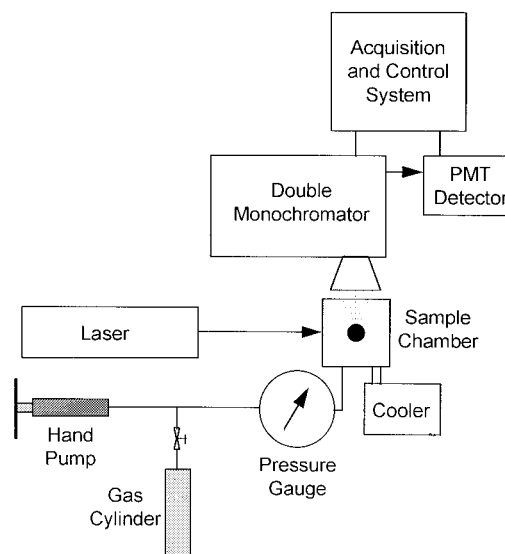 Acquisition
and Control
System
Double
Monochromator
PMT
Detector
Laser
Sample
Chamber
Cooler
Hand
Pump
Pressure
Gauge
Gas
Cylinder